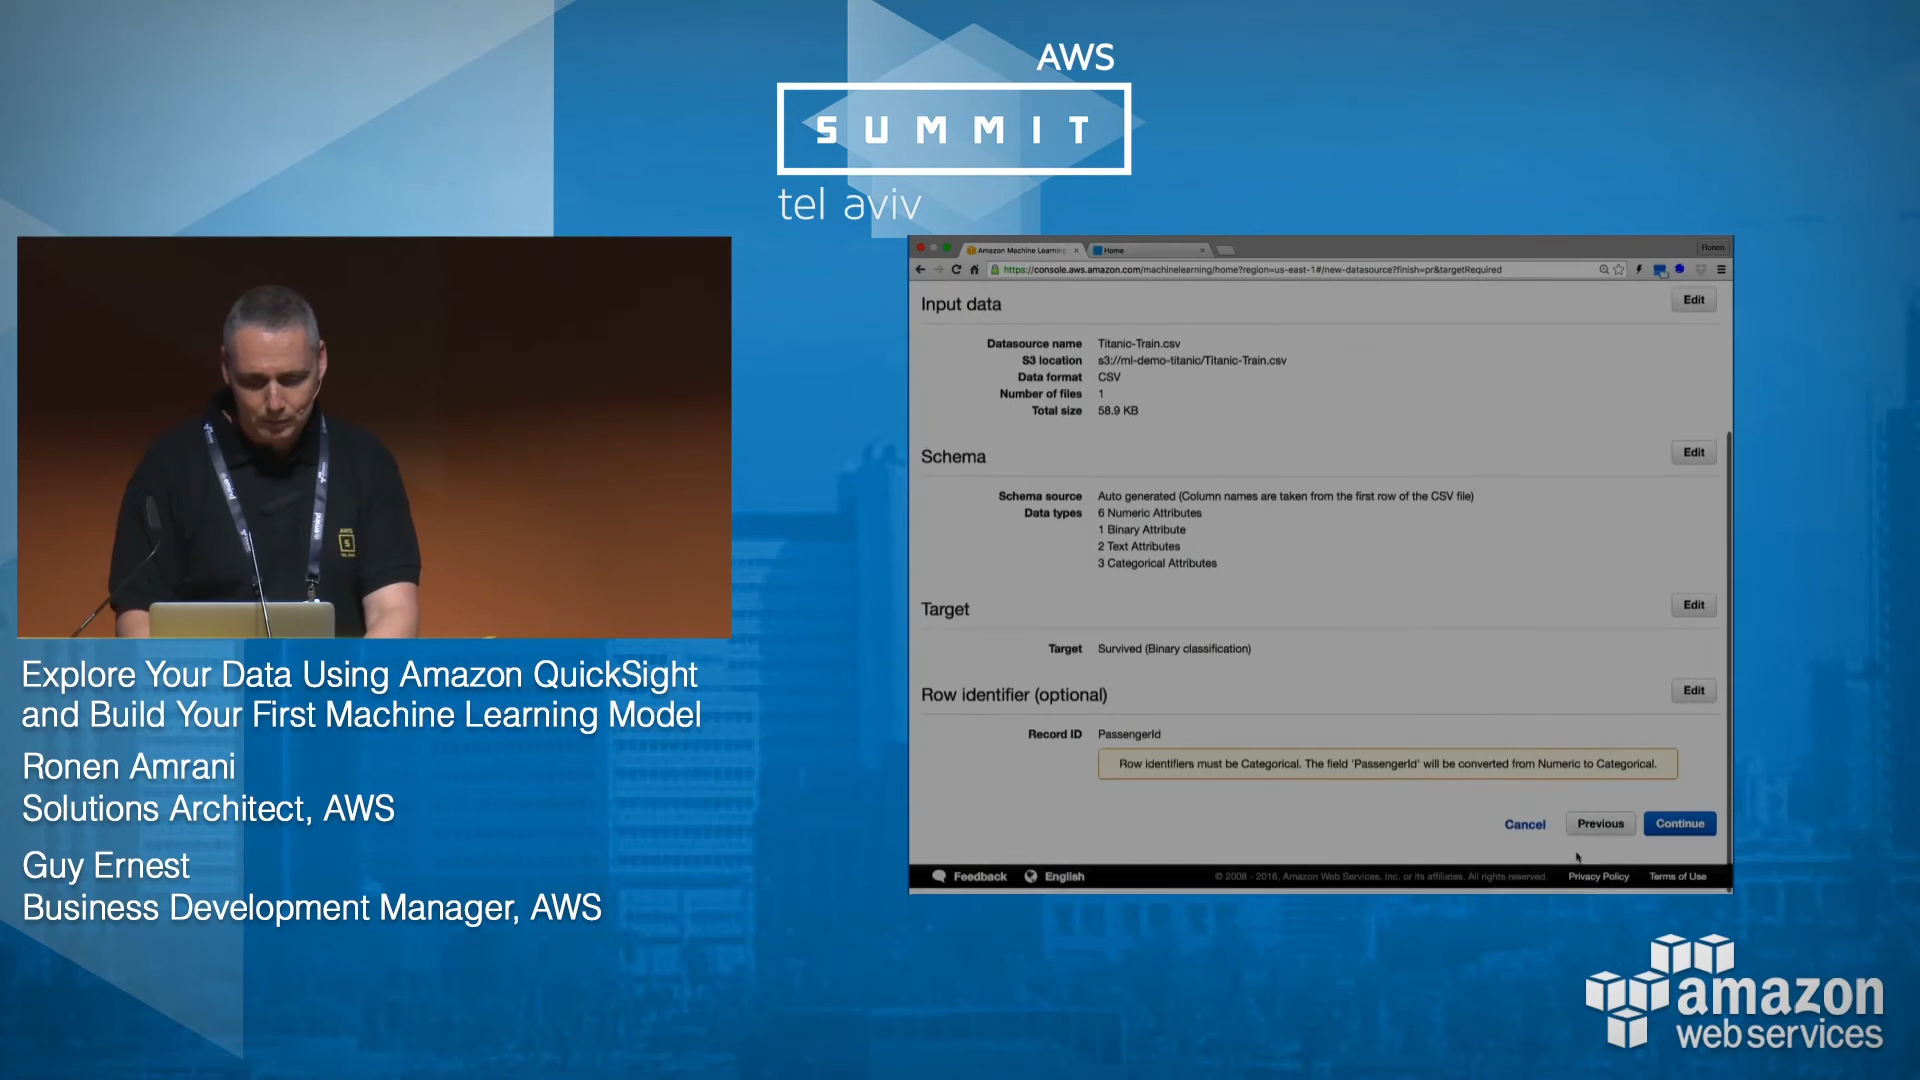 AWS
SUMMIT
tel aviv
Explore Your Data Using Amazon QuickSight
and Build Your First Machine Learning Model
Ronen Amrani
Solutions Architect, AWS
Guy Ernest
Business Development Manager, AWS
emind
emind
AWS
S
Amazon Machine Learning
Home
Ronen
https://console.aws.amazon.com/machinelearning/home?region=us-east-1#/new-datasource?finish=pr&targetRequired
Input data
Edit
Datasource name Titanic-Train.csv
S3 location s3://ml-demo-titanic/Titanic-Train.csv
Data format CSV
Number of files 1
Total size 58.9 KB
Schema
Edit
Schema source Auto generated (Column names are taken from the first row of the CSV file)
Data types 6 Numeric Attributes
1 Binary Attribute
2 Text Attributes
3 Categorical Attributes
Target
Edit
Target Survived (Binary classification)
Row identifier (optional)
Edit
Record ID PassengerId
Row identifiers must be Categorical. The field 'PassengerId' will be converted from Numeric to Categorical.
Cancel Previous Continue
Feedback English © 2008 - 2016, Amazon Web Services, Inc. or its affiliates. All rights reserved. Privacy Policy Terms of Use
amazon
web services